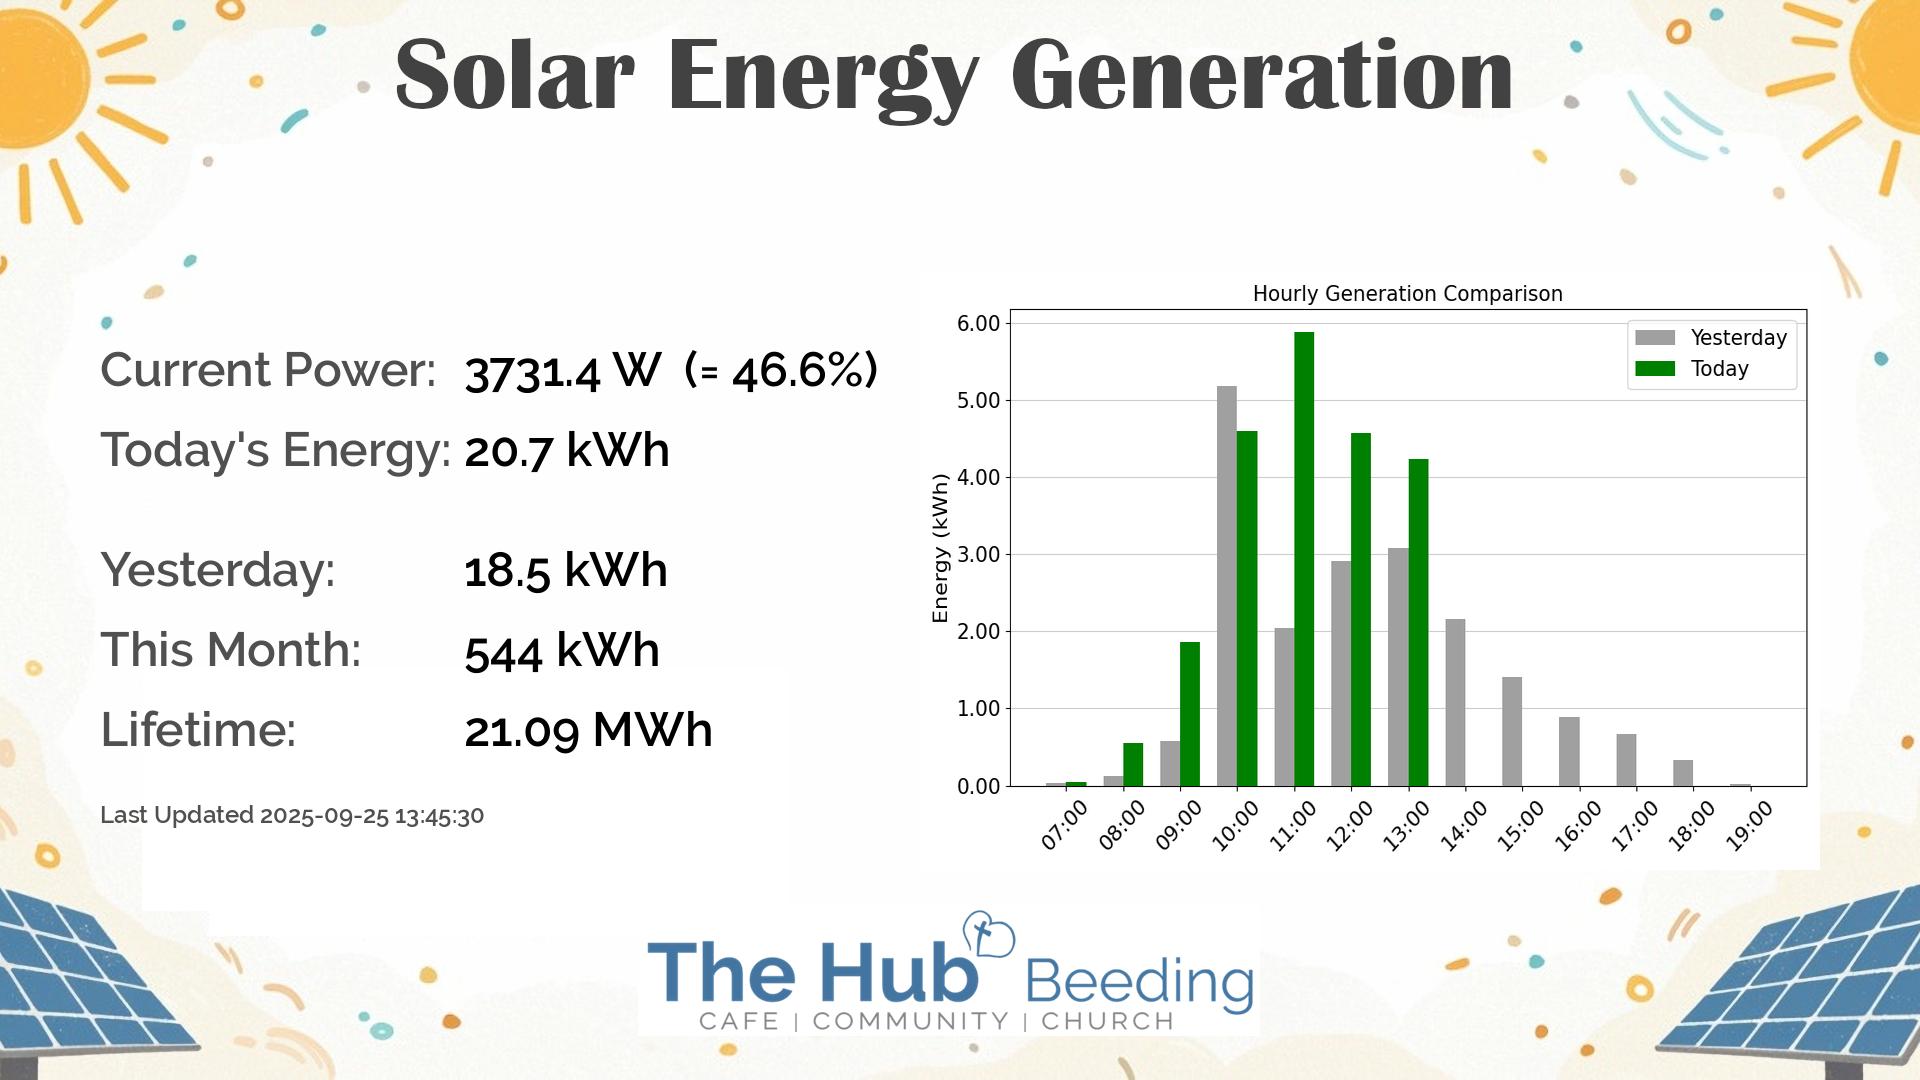 Solar Energy Generation
Current Power: 3731.4 W (= 46.6%)
Today's Energy: 20.7 kWh
Yesterday: 18.5 kWh
This Month: 544 kWh
Lifetime: 21.09 MWh
Last Updated 2025-09-25 13:45:30
Hourly Generation Comparison
Yesterday
Today
Energy (kWh)
6.00
5.00
4.00
3.00
2.00
1.00
0.00
07:00 08:00 09:00 10:00 11:00 12:00 13:00 14:00 15:00 16:00 17:00 18:00 19:00
The Hub Beeding
CAFE | COMMUNITY | CHURCH